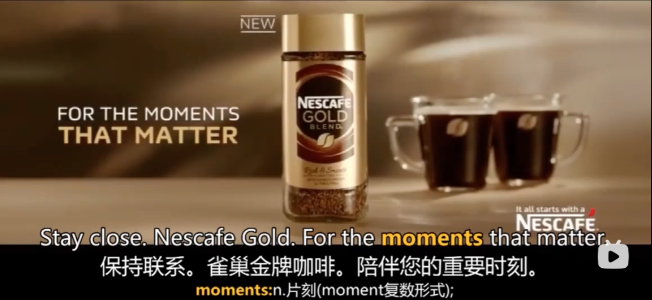 NEW
FOR THE MOMENTS
THAT MATTER
NESCAFÉ
GOLD
BLEND
Rich & Smooth
It all starts with a
NESCAFÉ
Stay close. Nescafe Gold. For the moments that matter.
保持联系。雀巢金牌咖啡。陪伴您的重要时刻。
moments:n.片刻(moment复数形式);